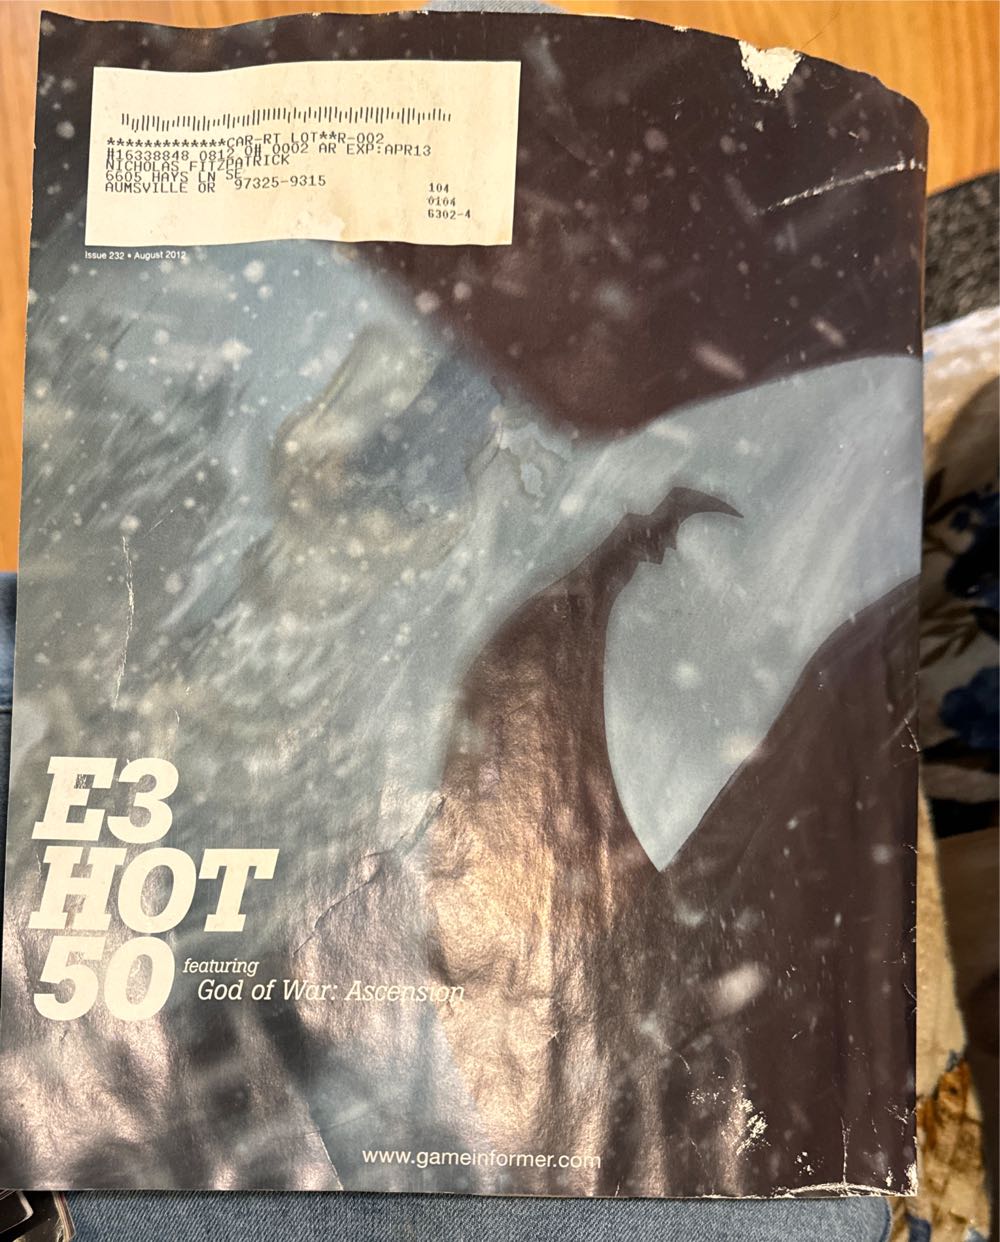 ************CAR-RT LOT**R-002
#16338848 0812 0# 0002 AR EXP:APR13
NICHOLAS FITZPATRICK
6605 HAYS LN SE
AUMSVILLE OR 97325-9315
104
0104
6302-4
Issue 232 • August 2012
E3
HOT
50
featuring
God of War: Ascension
www.gameinformer.com